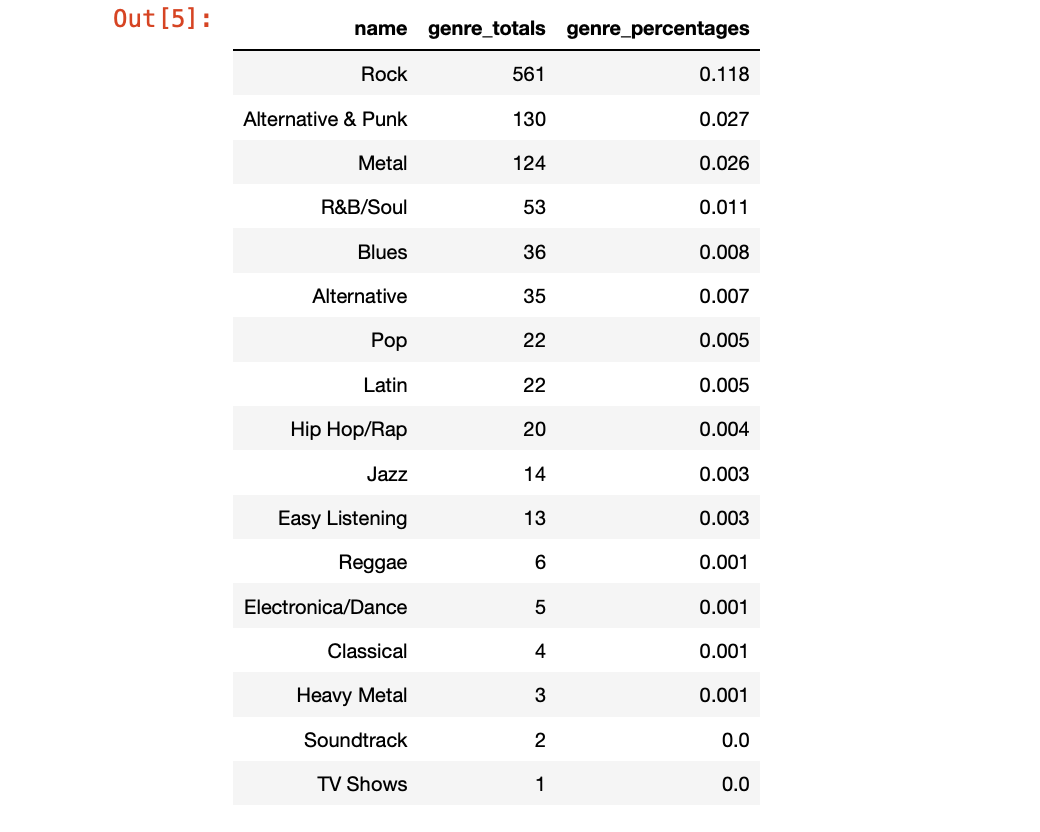 Out[5]:
name genre_totals genre_percentages
Rock 561 0.118
Alternative & Punk 130 0.027
Metal 124 0.026
R&B/Soul 53 0.011
Blues 36 0.008
Alternative 35 0.007
Pop 22 0.005
Latin 22 0.005
Hip Hop/Rap 20 0.004
Jazz 14 0.003
Easy Listening 13 0.003
Reggae 6 0.001
Electronica/Dance 5 0.001
Classical 4 0.001
Heavy Metal 3 0.001
Soundtrack 2 0.0
TV Shows 1 0.0